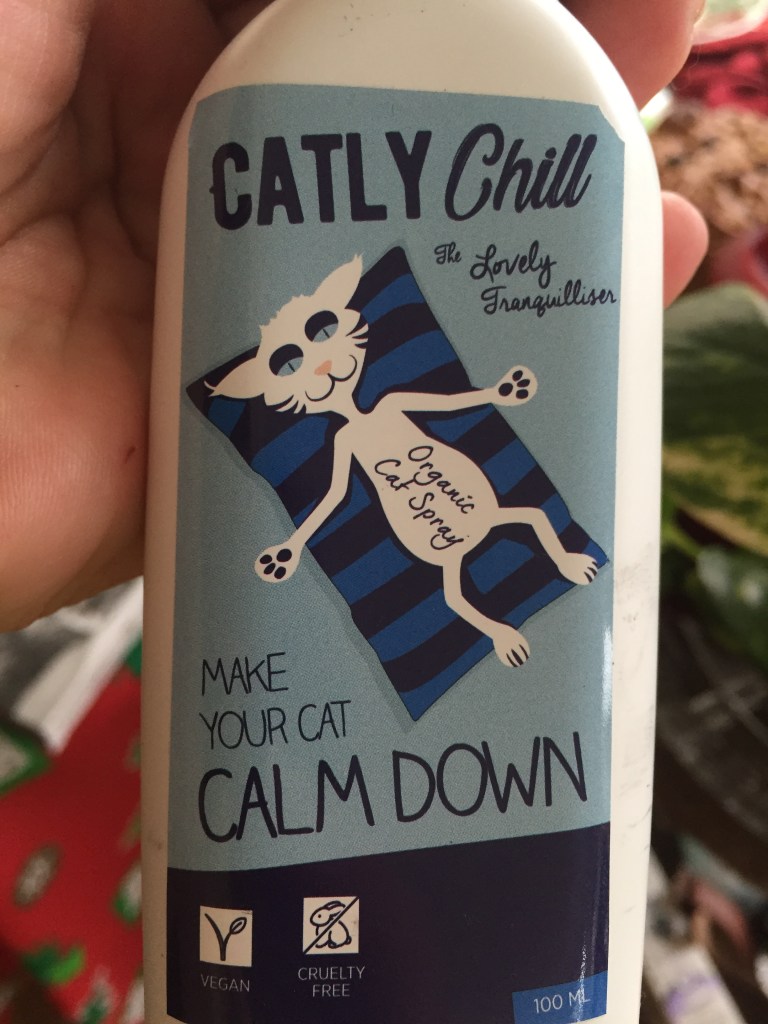 CATLY Chill
The Lovely
Tranquilliser
Organic
Cat Spray
MAKE
YOUR CAT
CALM DOWN
VEGAN
CRUELTY
FREE
100 ML